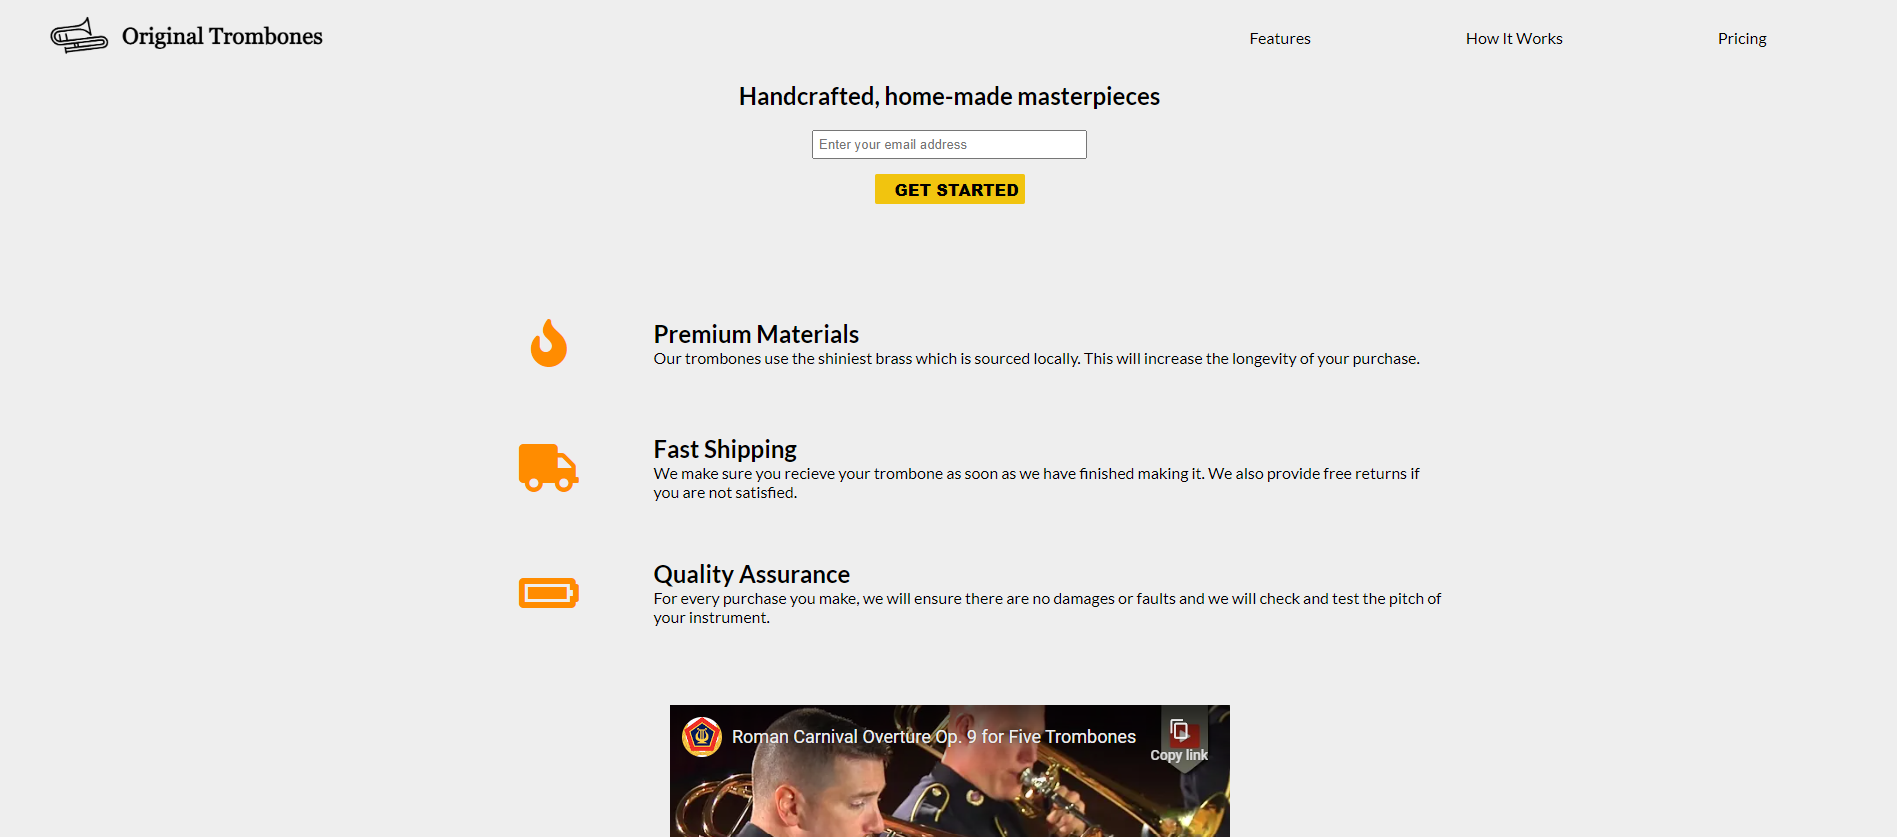 Original Trombones
Features
How It Works
Pricing
Handcrafted, home-made masterpieces
Enter your email address
GET STARTED
Premium Materials
Our trombones use the shiniest brass which is sourced locally. This will increase the longevity of your purchase.
Fast Shipping
We make sure you recieve your trombone as soon as we have finished making it. We also provide free returns if
you are not satisfied.
Quality Assurance
For every purchase you make, we will ensure there are no damages or faults and we will check and test the pitch of
your instrument.
Roman Carnival Overture Op. 9 for Five Trombones
Copy link